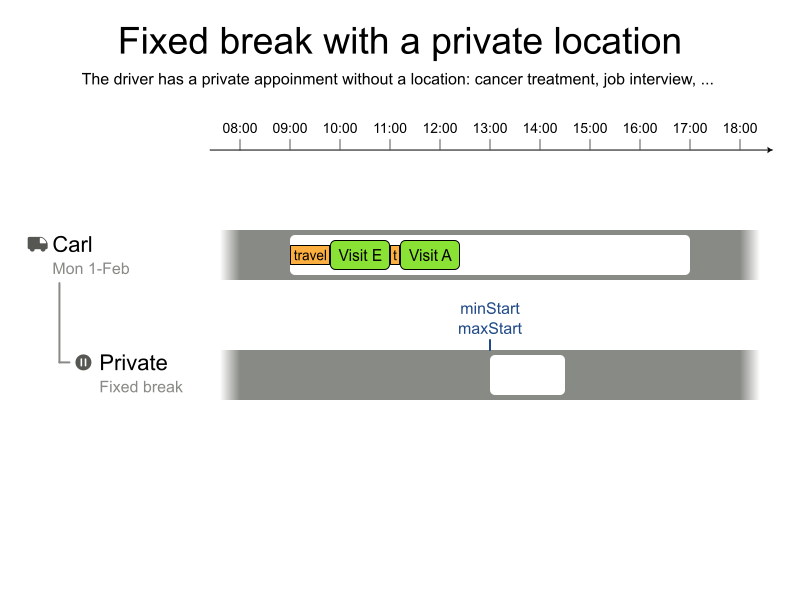 Fixed break with a private location
The driver has a private appoinment without a location: cancer treatment, job interview, ...
08:00 09:00 10:00 11:00 12:00 13:00 14:00 15:00 16:00 17:00 18:00
Carl
Mon 1-Feb
travel Visit E t Visit A
minStart
maxStart
Private
Fixed break